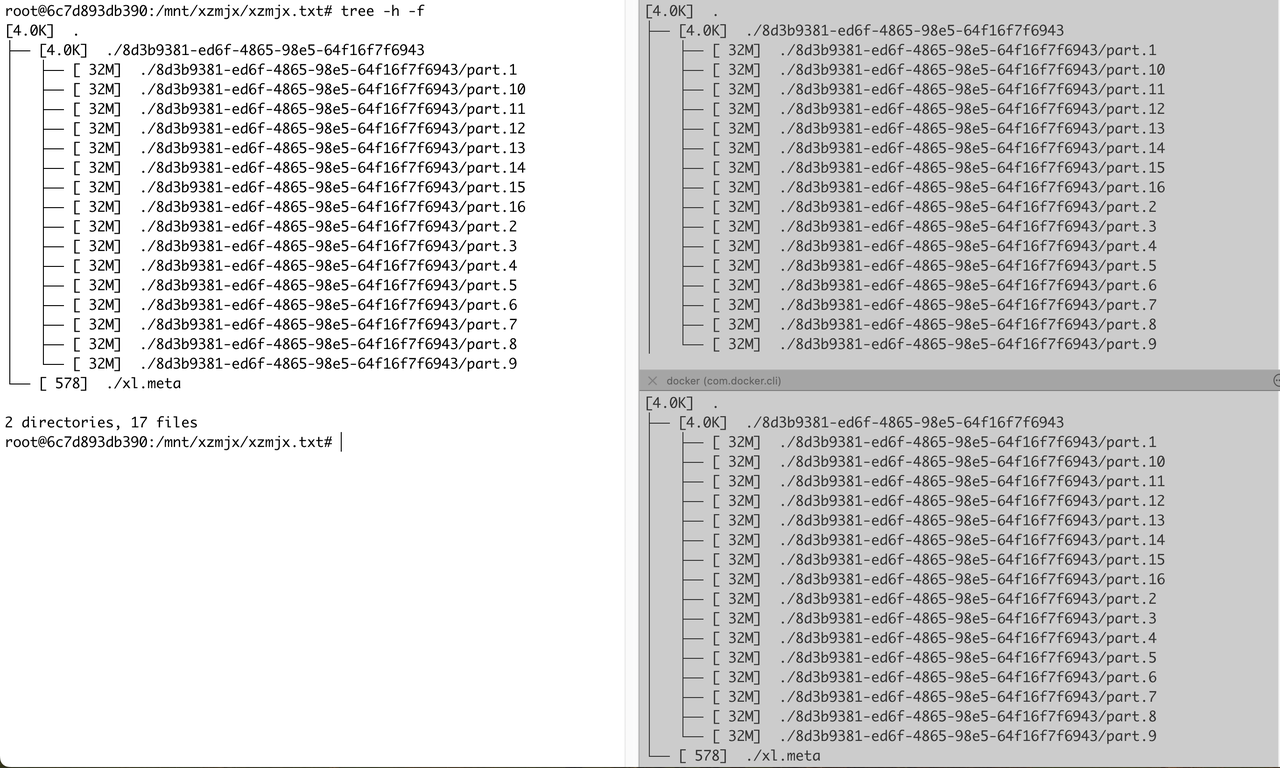 root@6c7d893db390:/mnt/xzmjx/xzmjx.txt# tree -h -f
[4.0K]  .
├── [4.0K]  ./8d3b9381-ed6f-4865-98e5-64f16f7f6943
│   ├── [ 32M]  ./8d3b9381-ed6f-4865-98e5-64f16f7f6943/part.1
│   ├── [ 32M]  ./8d3b9381-ed6f-4865-98e5-64f16f7f6943/part.10
│   ├── [ 32M]  ./8d3b9381-ed6f-4865-98e5-64f16f7f6943/part.11
│   ├── [ 32M]  ./8d3b9381-ed6f-4865-98e5-64f16f7f6943/part.12
│   ├── [ 32M]  ./8d3b9381-ed6f-4865-98e5-64f16f7f6943/part.13
│   ├── [ 32M]  ./8d3b9381-ed6f-4865-98e5-64f16f7f6943/part.14
│   ├── [ 32M]  ./8d3b9381-ed6f-4865-98e5-64f16f7f6943/part.15
│   ├── [ 32M]  ./8d3b9381-ed6f-4865-98e5-64f16f7f6943/part.16
│   ├── [ 32M]  ./8d3b9381-ed6f-4865-98e5-64f16f7f6943/part.2
│   ├── [ 32M]  ./8d3b9381-ed6f-4865-98e5-64f16f7f6943/part.3
│   ├── [ 32M]  ./8d3b9381-ed6f-4865-98e5-64f16f7f6943/part.4
│   ├── [ 32M]  ./8d3b9381-ed6f-4865-98e5-64f16f7f6943/part.5
│   ├── [ 32M]  ./8d3b9381-ed6f-4865-98e5-64f16f7f6943/part.6
│   ├── [ 32M]  ./8d3b9381-ed6f-4865-98e5-64f16f7f6943/part.7
│   ├── [ 32M]  ./8d3b9381-ed6f-4865-98e5-64f16f7f6943/part.8
│   └── [ 32M]  ./8d3b9381-ed6f-4865-98e5-64f16f7f6943/part.9
└── [ 578]  ./xl.meta
2 directories, 17 files
root@6c7d893db390:/mnt/xzmjx/xzmjx.txt#
[4.0K]  .
├── [4.0K]  ./8d3b9381-ed6f-4865-98e5-64f16f7f6943
│   ├── [ 32M]  ./8d3b9381-ed6f-4865-98e5-64f16f7f6943/part.1
│   ├── [ 32M]  ./8d3b9381-ed6f-4865-98e5-64f16f7f6943/part.10
│   ├── [ 32M]  ./8d3b9381-ed6f-4865-98e5-64f16f7f6943/part.11
│   ├── [ 32M]  ./8d3b9381-ed6f-4865-98e5-64f16f7f6943/part.12
│   ├── [ 32M]  ./8d3b9381-ed6f-4865-98e5-64f16f7f6943/part.13
│   ├── [ 32M]  ./8d3b9381-ed6f-4865-98e5-64f16f7f6943/part.14
│   ├── [ 32M]  ./8d3b9381-ed6f-4865-98e5-64f16f7f6943/part.15
│   ├── [ 32M]  ./8d3b9381-ed6f-4865-98e5-64f16f7f6943/part.16
│   ├── [ 32M]  ./8d3b9381-ed6f-4865-98e5-64f16f7f6943/part.2
│   ├── [ 32M]  ./8d3b9381-ed6f-4865-98e5-64f16f7f6943/part.3
│   ├── [ 32M]  ./8d3b9381-ed6f-4865-98e5-64f16f7f6943/part.4
│   ├── [ 32M]  ./8d3b9381-ed6f-4865-98e5-64f16f7f6943/part.5
│   ├── [ 32M]  ./8d3b9381-ed6f-4865-98e5-64f16f7f6943/part.6
│   ├── [ 32M]  ./8d3b9381-ed6f-4865-98e5-64f16f7f6943/part.7
│   ├── [ 32M]  ./8d3b9381-ed6f-4865-98e5-64f16f7f6943/part.8
│   └── [ 32M]  ./8d3b9381-ed6f-4865-98e5-64f16f7f6943/part.9
docker (com.docker.cli)
[4.0K]  .
├── [4.0K]  ./8d3b9381-ed6f-4865-98e5-64f16f7f6943
│   ├── [ 32M]  ./8d3b9381-ed6f-4865-98e5-64f16f7f6943/part.1
│   ├── [ 32M]  ./8d3b9381-ed6f-4865-98e5-64f16f7f6943/part.10
│   ├── [ 32M]  ./8d3b9381-ed6f-4865-98e5-64f16f7f6943/part.11
│   ├── [ 32M]  ./8d3b9381-ed6f-4865-98e5-64f16f7f6943/part.12
│   ├── [ 32M]  ./8d3b9381-ed6f-4865-98e5-64f16f7f6943/part.13
│   ├── [ 32M]  ./8d3b9381-ed6f-4865-98e5-64f16f7f6943/part.14
│   ├── [ 32M]  ./8d3b9381-ed6f-4865-98e5-64f16f7f6943/part.15
│   ├── [ 32M]  ./8d3b9381-ed6f-4865-98e5-64f16f7f6943/part.16
│   ├── [ 32M]  ./8d3b9381-ed6f-4865-98e5-64f16f7f6943/part.2
│   ├── [ 32M]  ./8d3b9381-ed6f-4865-98e5-64f16f7f6943/part.3
│   ├── [ 32M]  ./8d3b9381-ed6f-4865-98e5-64f16f7f6943/part.4
│   ├── [ 32M]  ./8d3b9381-ed6f-4865-98e5-64f16f7f6943/part.5
│   ├── [ 32M]  ./8d3b9381-ed6f-4865-98e5-64f16f7f6943/part.6
│   ├── [ 32M]  ./8d3b9381-ed6f-4865-98e5-64f16f7f6943/part.7
│   ├── [ 32M]  ./8d3b9381-ed6f-4865-98e5-64f16f7f6943/part.8
│   └── [ 32M]  ./8d3b9381-ed6f-4865-98e5-64f16f7f6943/part.9
└── [ 578]  ./xl.meta